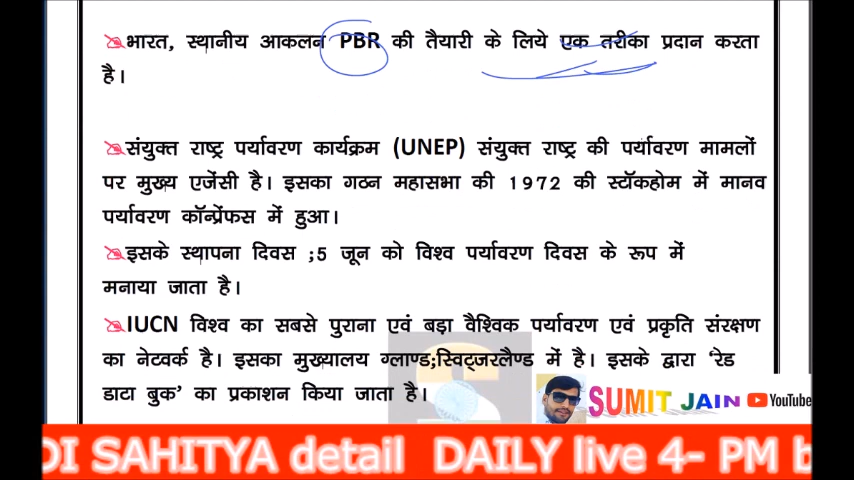 भारत, स्थानीय आकलन PBR की तैयारी के लिये एक तरीका प्रदान करता
है।
संयुक्त राष्ट्र पर्यावरण कार्यक्रम (UNEP) संयुक्त राष्ट्र की पर्यावरण मामलों
पर मुख्य एजेंसी है। इसका गठन महासभा की 1972 की स्टॉकहोम में मानव
पर्यावरण कॉन्फ्रेंफस में हुआ।
इसके स्थापना दिवस ;5 जून को विश्व पर्यावरण दिवस के रूप में
मनाया जाता है।
IUCN विश्व का सबसे पुराना एवं बड़ा वैश्विक पर्यावरण एवं प्रकृति संरक्षण
का नेटवर्क है। इसका मुख्यालय ग्लाण्ड;स्विट्जरलैण्ड में है। इसके द्वारा 'रेड
डाटा बुक' का प्रकाशन किया जाता है।
SUMIT JAIN YouTube
DI SAHITYA detail DAILY live 4- PM b